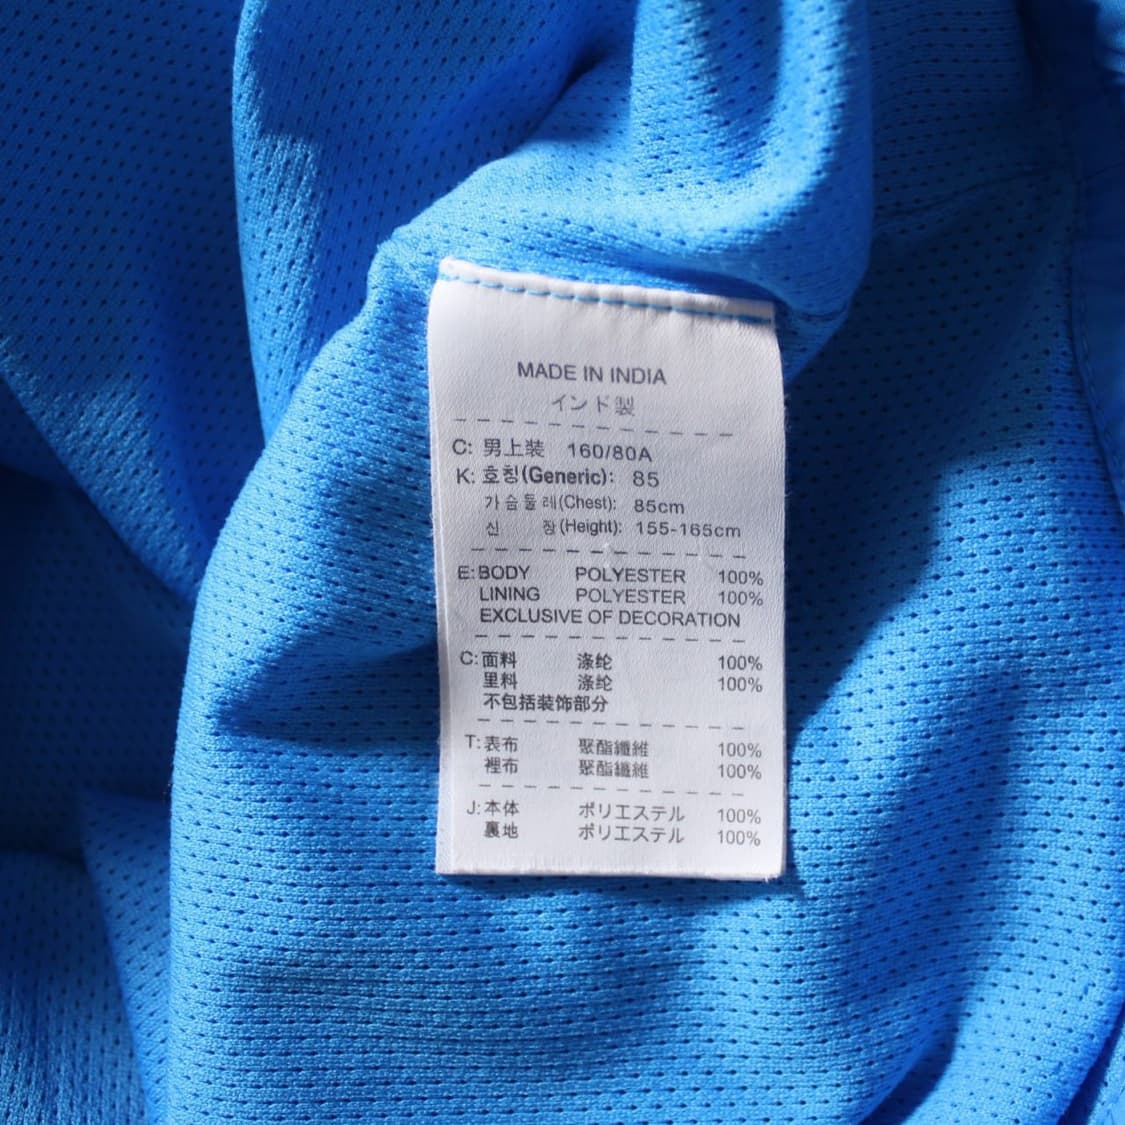 MADE IN INDIA
インド製
C: 男上装 160/80A
K: 호칭(Generic): 85
가슴둘레(Chest): 85cm
신 장(Height): 155-165cm
E: BODY POLYESTER 100%
LINING POLYESTER 100%
EXCLUSIVE OF DECORATION
C: 面料 涤纶 100%
里料 涤纶 100%
不包括装饰部分
T: 表布 聚酯纖維 100%
裡布 聚酯纖維 100%
J: 本体 ポリエステル 100%
裏地 ポリエステル 100%